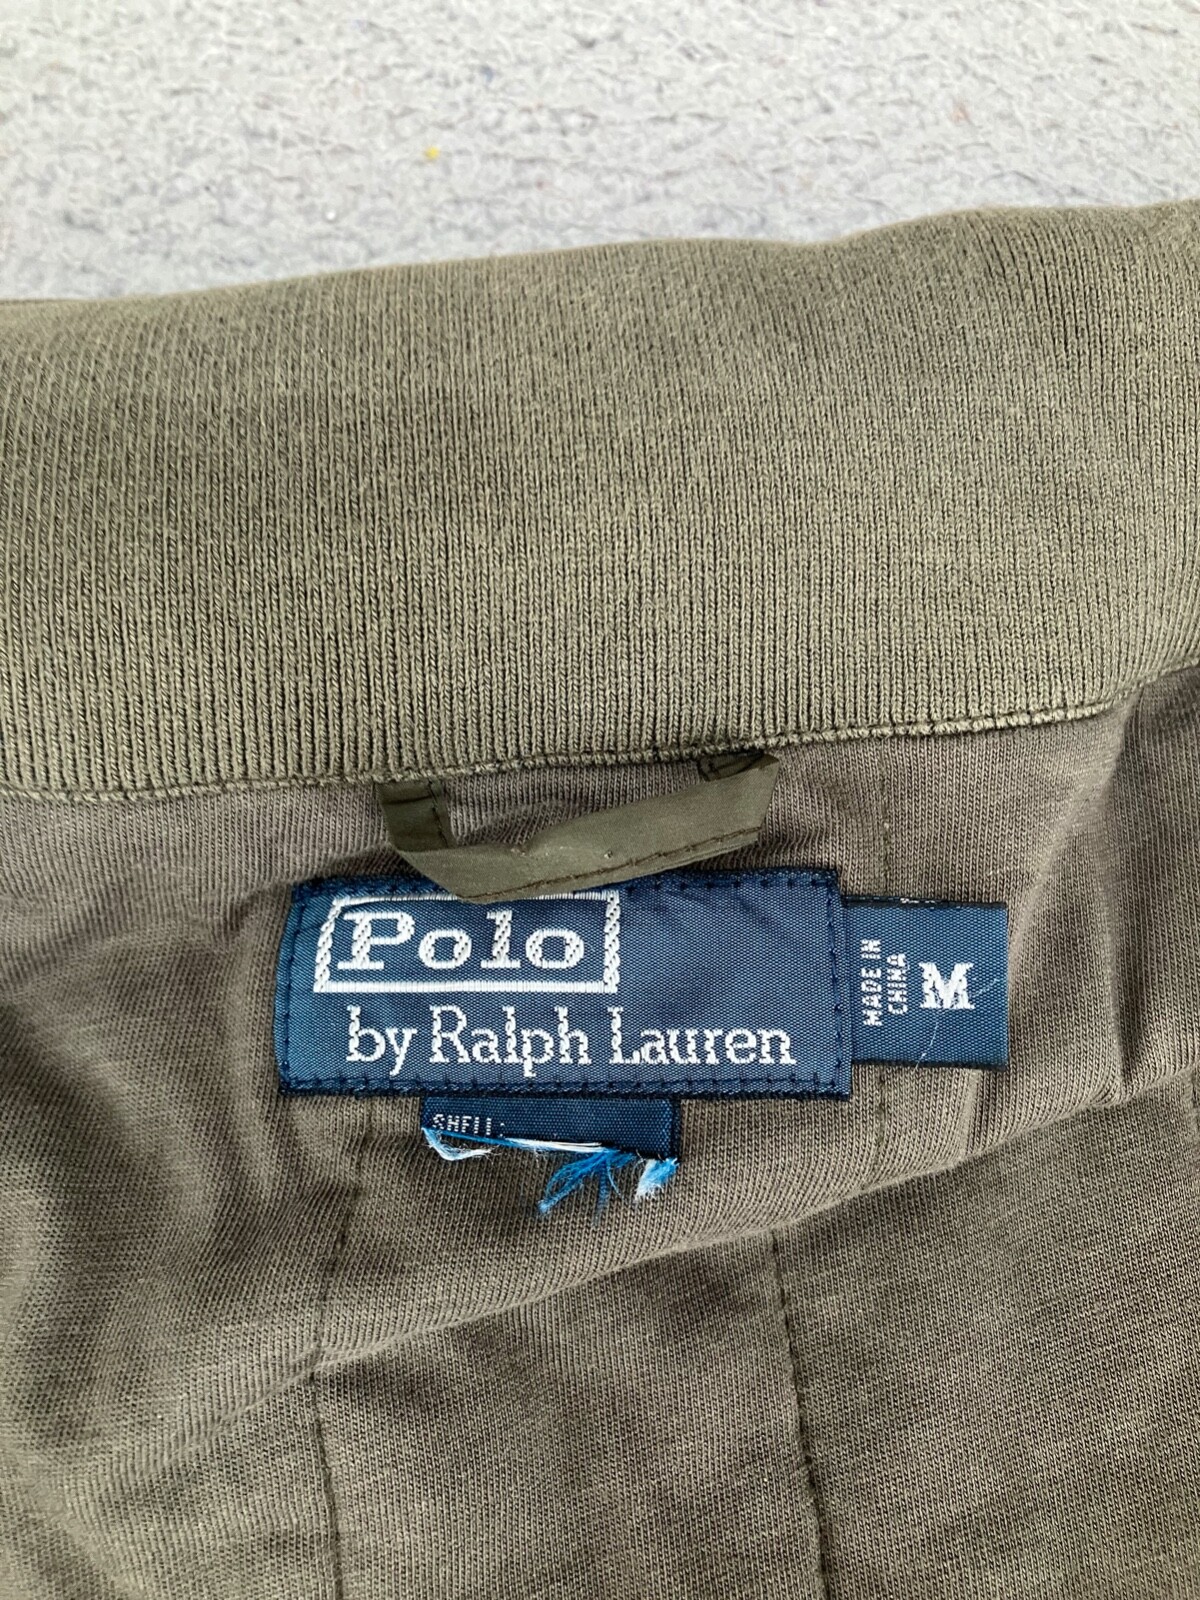 Polo
by Ralph Lauren
MADE IN
CHINA
M
SHELL: